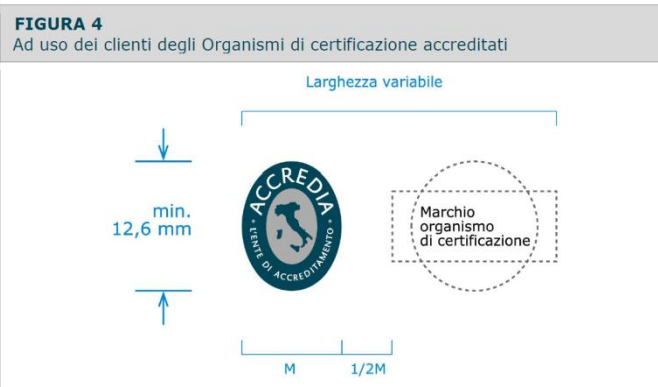 FIGURA 4
Ad uso dei clienti degli Organismi di certificazione accreditati
Larghezza variabile
min.
12,6 mm
ACCREDIA
L'ENTE DI ACCREDITAMENTO
Marchio
organismo
di certificazione
M
1/2M